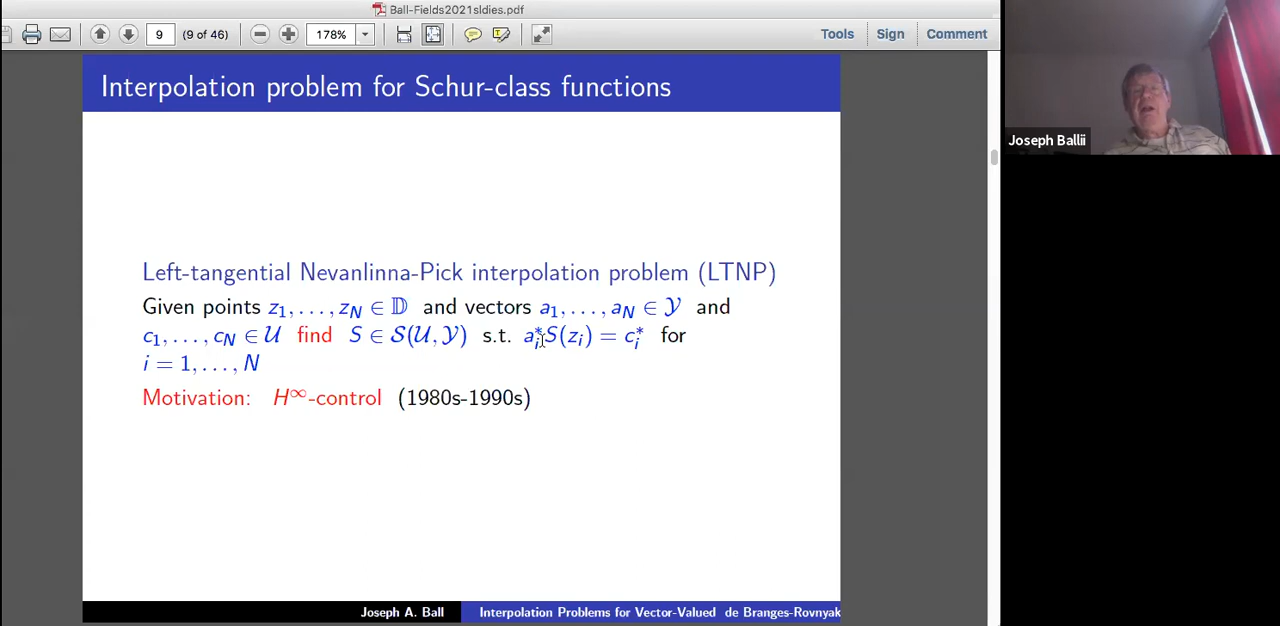 Ball-Fields2021sldies.pdf
9 (9 of 46) 178% Tools Sign Comment
Interpolation problem for Schur-class functions
Joseph Ballii
Left-tangential Nevanlinna-Pick interpolation problem (LTNP)
Given points z₁, . . . , z_N ∈ 𝔻 and vectors a₁, . . . , a_N ∈ 𝒴 and
c₁, . . . , c_N ∈ 𝒰 find S ∈ 𝒮(𝒰, 𝒴) s.t. a_i^*S(z_i) = c_i^* for
i = 1, . . . , N
Motivation: H^∞-control (1980s-1990s)
Joseph A. Ball Interpolation Problems for Vector-Valued de Branges-Rovnyak